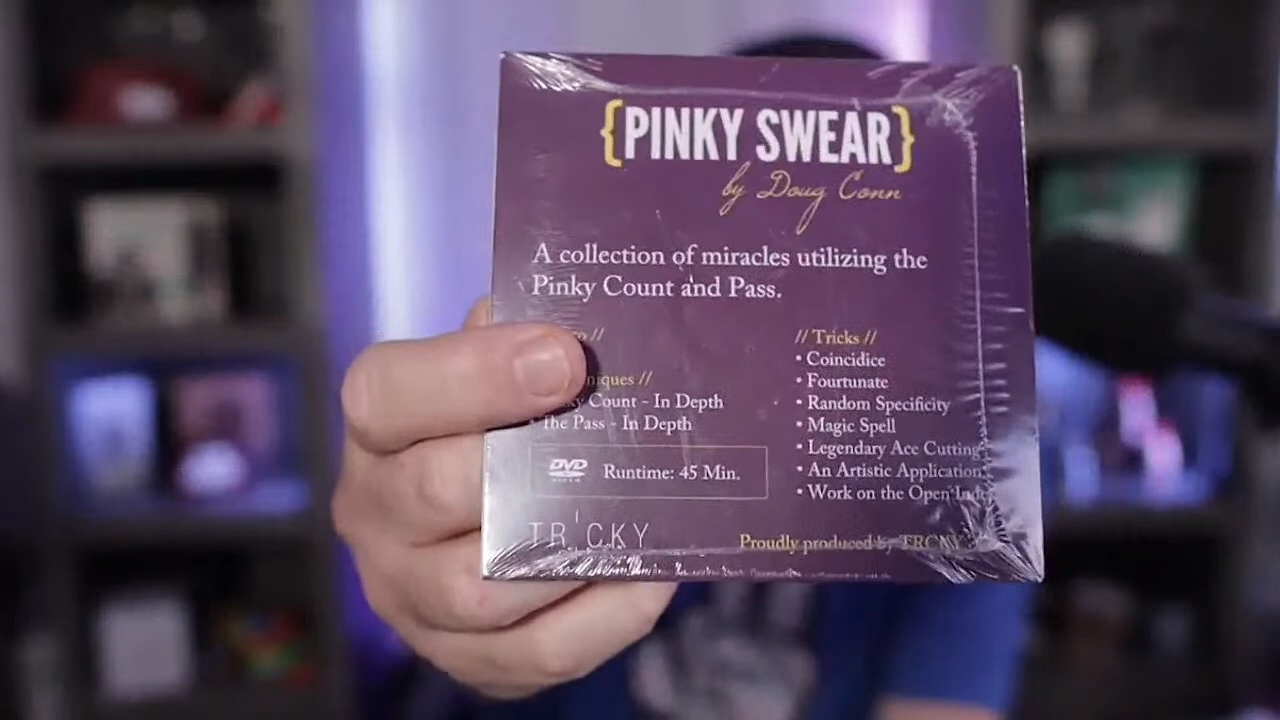 {PINKY SWEAR}
by Doug Conn
A collection of miracles utilizing the
Pinky Count and Pass.
//
// Tricks //
• Coincidice
• Fourtunate
• Random Specificity
• Magic Spell
• Legendary Ace Cutting
• An Artistic Application
• Work on the Open
niques //
Count - In Depth
The Pass - In Depth
DVD
Runtime: 45 Min.
TR'CKY
Proudly produced by TRCKY